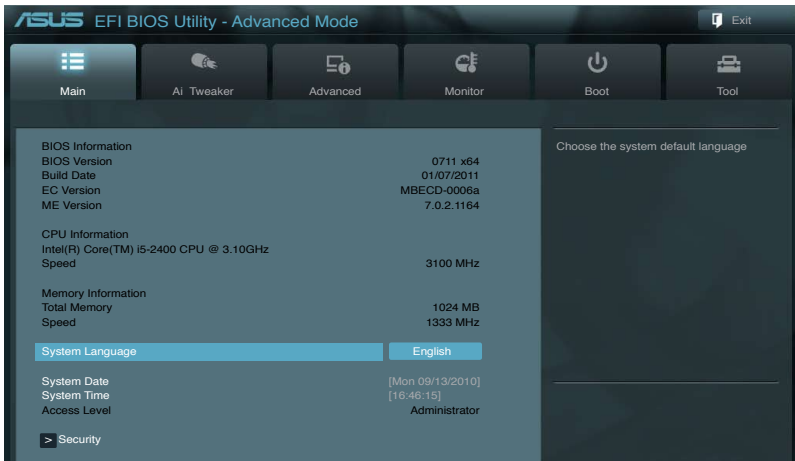 ASUS EFI BIOS Utility - Advanced Mode
Exit
Main Ai Tweaker Advanced Monitor Boot Tool
BIOS Information
BIOS Version 0711 x64
Build Date 01/07/2011
EC Version MBECD-0006a
ME Version 7.0.2.1164
CPU Information
Intel(R) Core(TM) i5-2400 CPU @ 3.10GHz
Speed 3100 MHz
Memory Information
Total Memory 1024 MB
Speed 1333 MHz
System Language English
System Date [Mon 09/13/2010]
System Time [16:46:15]
Access Level Administrator
> Security
Choose the system default language